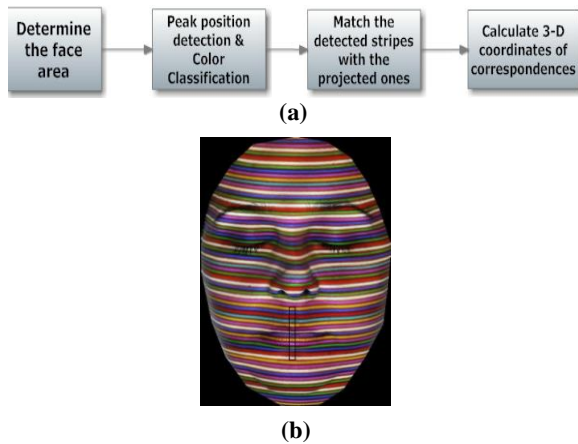 Determine
the face
area
Peak position
detection &
Color
Classification
Match the
detected stripes
with the
projected ones
Calculate 3-D
coordinates of
correspondences
(a)
(b)